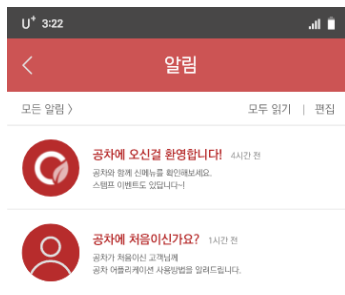 U+ 3:22
알림
모든 알림 〉
모두 읽기 | 편집
공차에 오신걸 환영합니다! 4시간 전
공차와 함께 신메뉴를 확인해보세요.
스탬프 이벤트도 있답니다~!
공차에 처음이신가요? 1시간 전
공차가 처음이신 고객님께
공차 어플리케이션 사용방법을 알려드립니다.